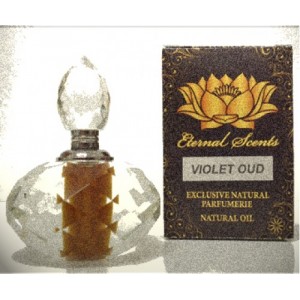 Eternal Scents
VIOLET OUD
EXCLUSIVE NATURAL
PARFUMERIE
NATURAL OIL